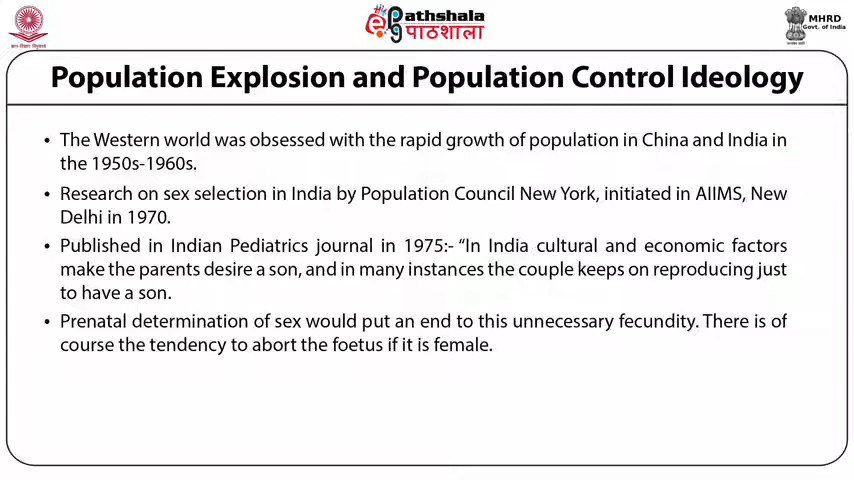 ज्ञान-विज्ञान विमुक्तये
epathshala
पाठशाला
MHRD
Govt. of India
सत्यमेव जयते
Population Explosion and Population Control Ideology
• The Western world was obsessed with the rapid growth of population in China and India in
the 1950s-1960s.
• Research on sex selection in India by Population Council New York, initiated in AIIMS, New
Delhi in 1970.
• Published in Indian Pediatrics journal in 1975:- “In India cultural and economic factors
make the parents desire a son, and in many instances the couple keeps on reproducing just
to have a son.
• Prenatal determination of sex would put an end to this unnecessary fecundity. There is of
course the tendency to abort the foetus if it is female.